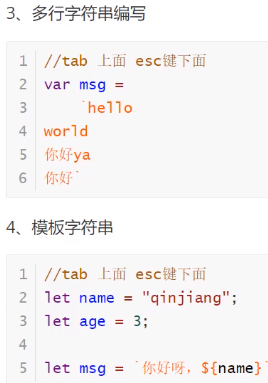 3、多行字符串编写
1 //tab 上面 esc键下面
2 var msg =
3 `hello
4 world
5 你好ya
6 你好`
4、模板字符串
1 //tab 上面 esc键下面
2 let name = "qinjiang";
3 let age = 3;
4
5 let msg = `你好呀，${name}`